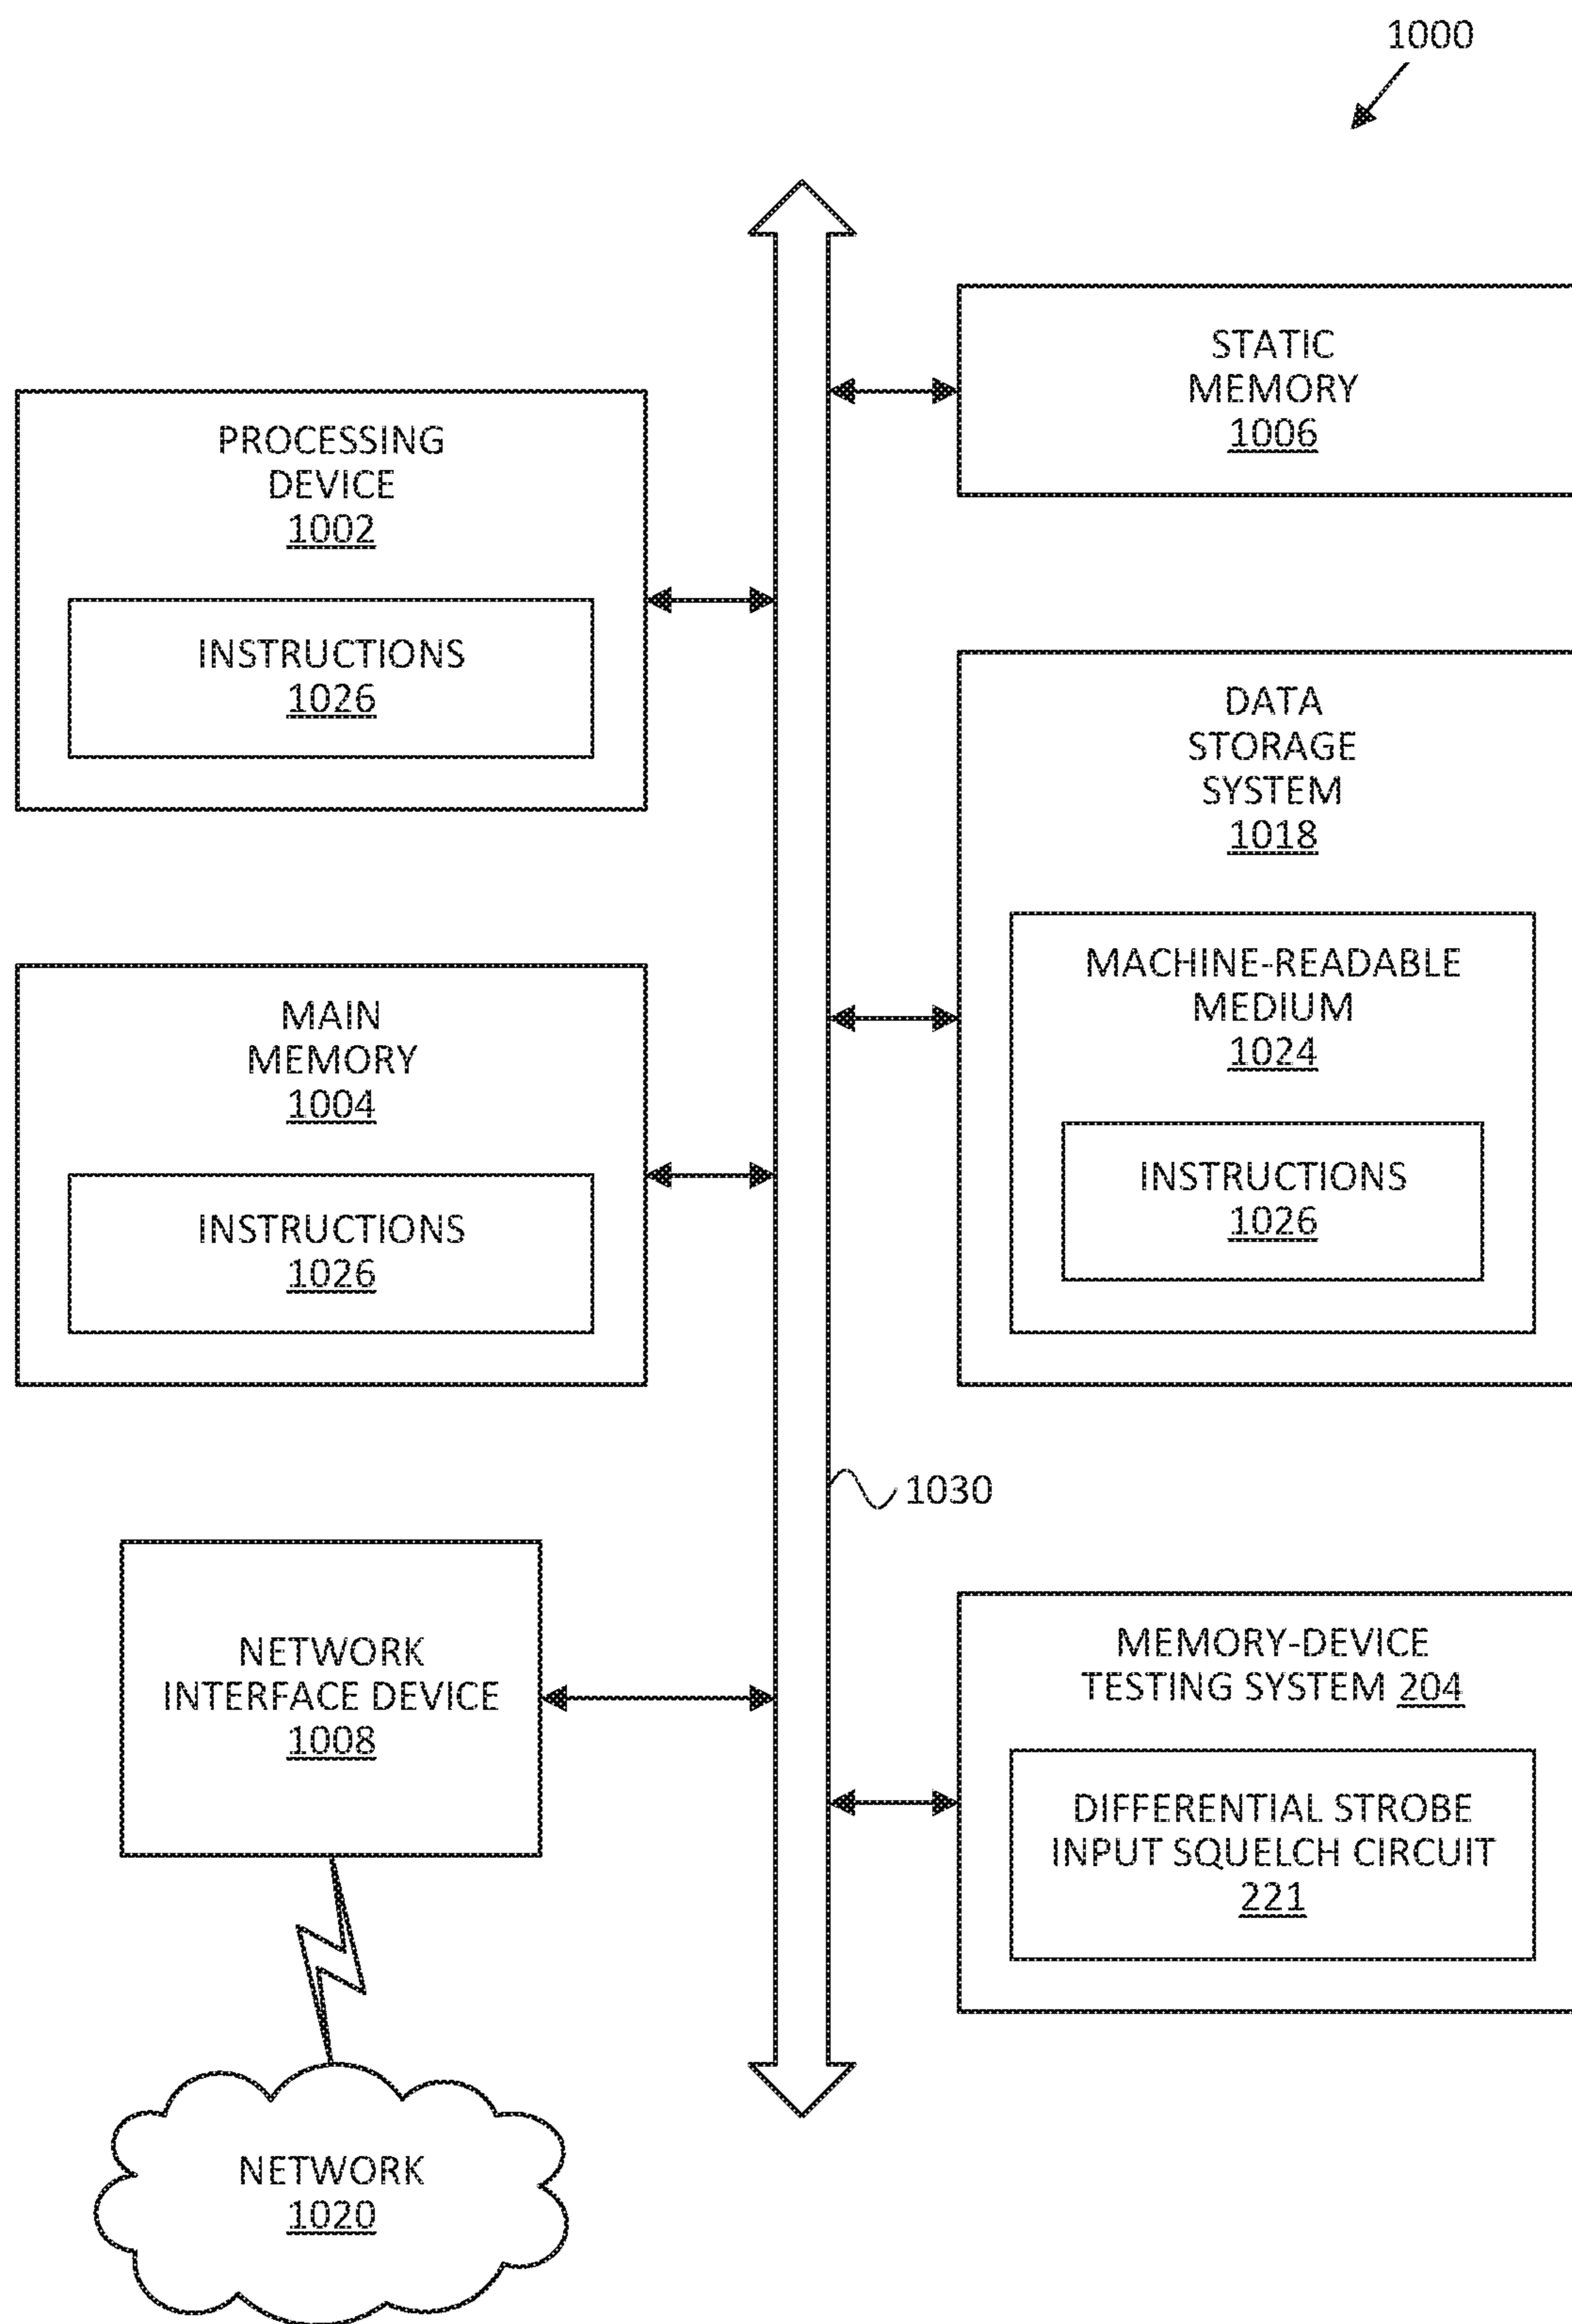 1000
STATIC
MEMORY
1006
PROCESSING
DEVICE
1002
INSTRUCTIONS
1026
DATA
STORAGE
SYSTEM
1018
MACHINE-READABLE
MEDIUM
1024
INSTRUCTIONS
1026
MAIN
MEMORY
1004
INSTRUCTIONS
1026
1030
NETWORK
INTERFACE DEVICE
1008
MEMORY-DEVICE
TESTING SYSTEM 204
DIFFERENTIAL STROBE
INPUT SQUELCH CIRCUIT
221
NETWORK
1020